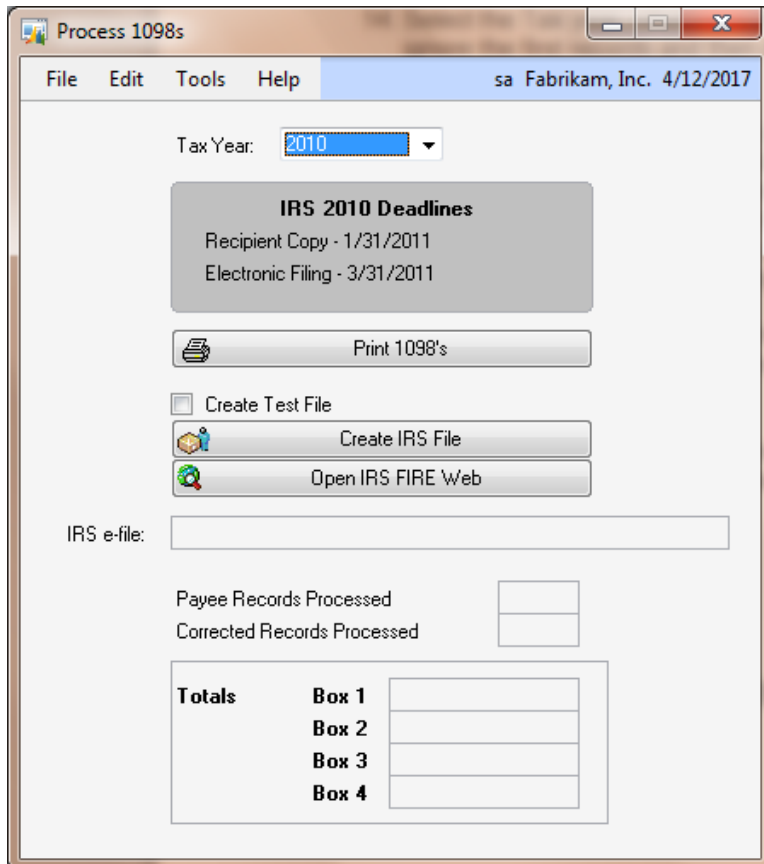 Process 1098s
File Edit Tools Help sa Fabrikam, Inc. 4/12/2017
Tax Year: 2010
IRS 2010 Deadlines
Recipient Copy - 1/31/2011
Electronic Filing - 3/31/2011
Print 1098's
Create Test File
Create IRS File
Open IRS FIRE Web
IRS e-file:
Payee Records Processed
Corrected Records Processed
Totals Box 1
Box 2
Box 3
Box 4